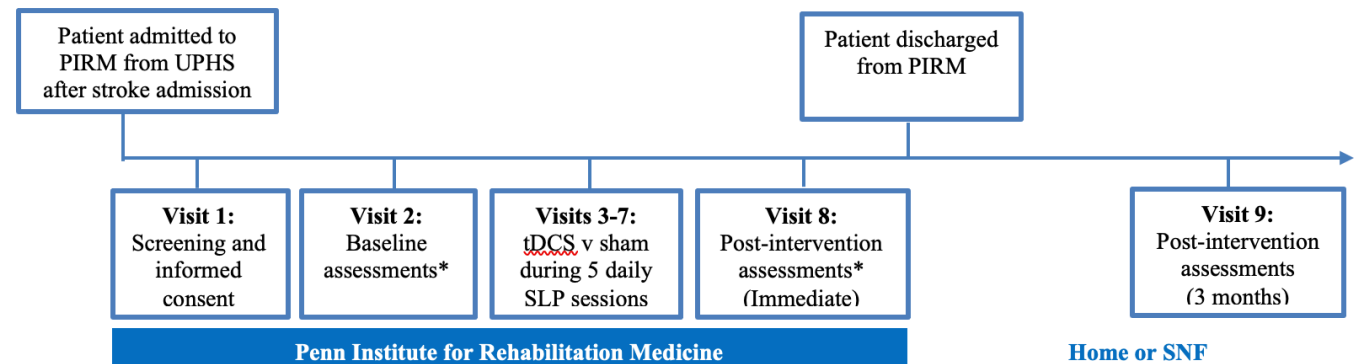 Patient admitted to
PIRM from UPHS
after stroke admission
Patient discharged
from PIRM
Visit 1:
Screening and
informed
consent
Visit 2:
Baseline
assessments*
Visits 3-7:
tDCS v sham
during 5 daily
SLP sessions
Visit 8:
Post-intervention
assessments*
(Immediate)
Visit 9:
Post-intervention
assessments
(3 months)
Penn Institute for Rehabilitation Medicine
Home or SNF